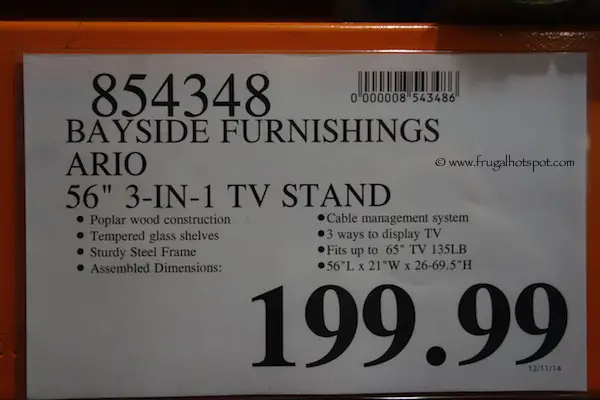 854348
0 000008 543486
BAYSIDE FURNISHINGS
ARIO
© www.frugalhotspot.com
56" 3-IN-1 TV STAND
• Poplar wood construction
• Tempered glass shelves
• Sturdy Steel Frame
• Assembled Dimensions:
• Cable management system
• 3 ways to display TV
• Fits up to 65" TV 135LB
• 56"L x 21"W x 26-69.5"H
199.99
12/11/14